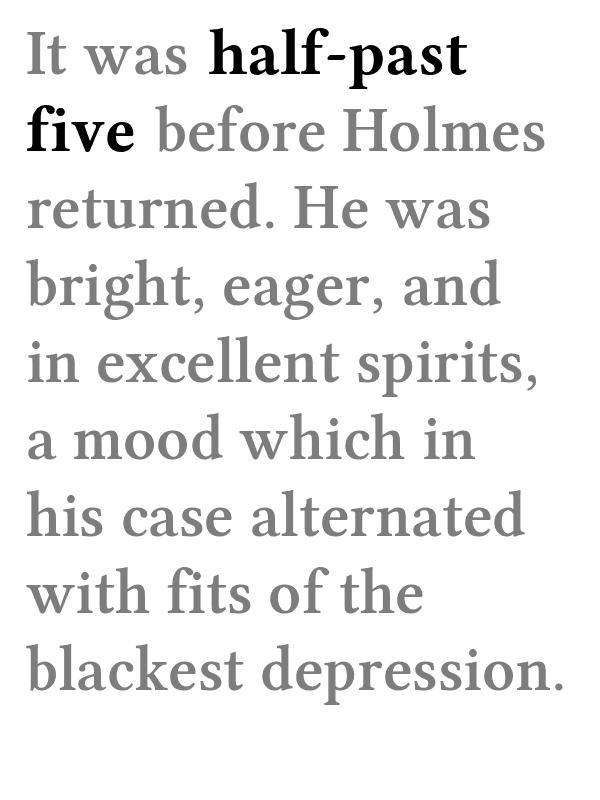 It was half-past
five before Holmes
returned. He was
bright, eager, and
in excellent spirits,
a mood which in
his case alternated
with fits of the
blackest depression.